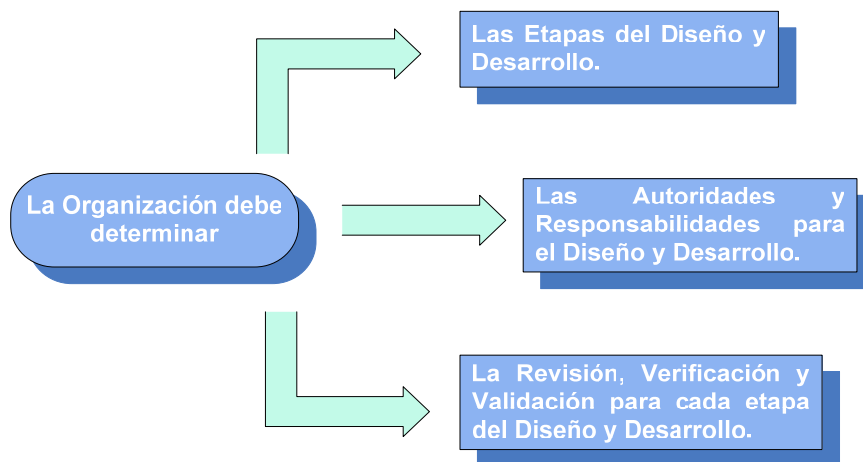 Las Etapas del Diseño y
Desarrollo.
La Organización debe
determinar
Las Autoridades y
Responsabilidades para
el Diseño y Desarrollo.
La Revisión, Verificación y
Validación para cada etapa
del Diseño y Desarrollo.